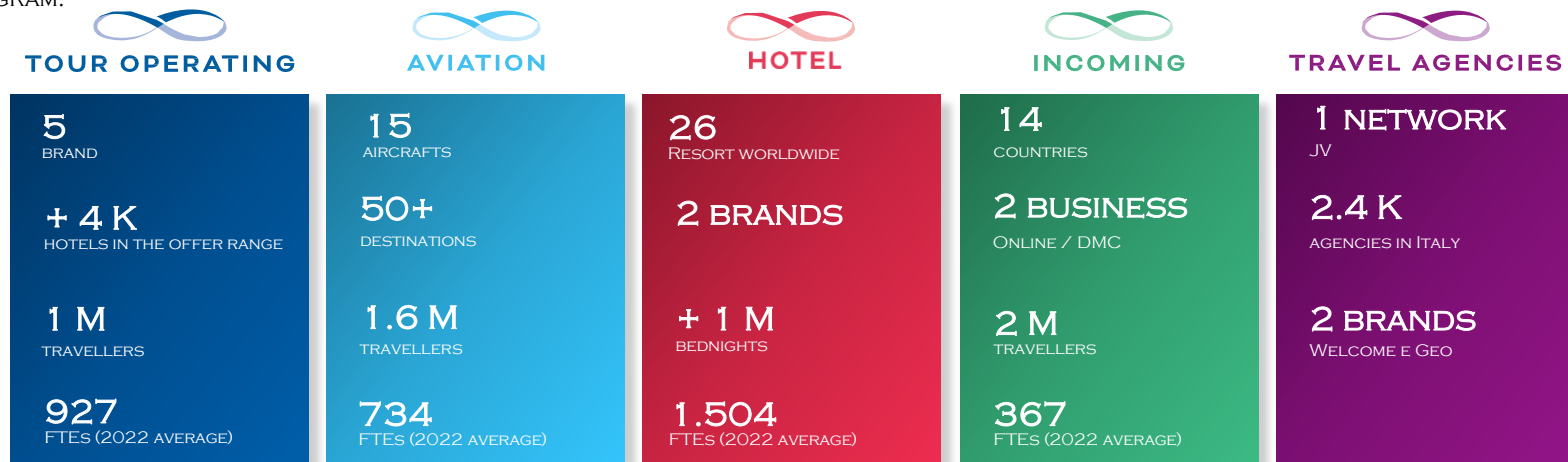 GRAM.
TOUR OPERATING
5
BRAND
+ 4 K
HOTELS IN THE OFFER RANGE
1 M
TRAVELLERS
927
FTES (2022 AVERAGE)
AVIATION
15
AIRCRAFTS
50+
DESTINATIONS
1.6 M
TRAVELLERS
734
FTES (2022 AVERAGE)
HOTEL
26
RESORT WORLDWIDE
2 BRANDS
+ 1 M
BEDNIGHTS
1.504
FTES (2022 AVERAGE)
INCOMING
14
COUNTRIES
2 BUSINESS
ONLINE / DMC
2 M
TRAVELLERS
367
FTES (2022 AVERAGE)
TRAVEL AGENCIES
1 NETWORK
JV
2.4 K
AGENCIES IN ITALY
2 BRANDS
WELCOME E GEO